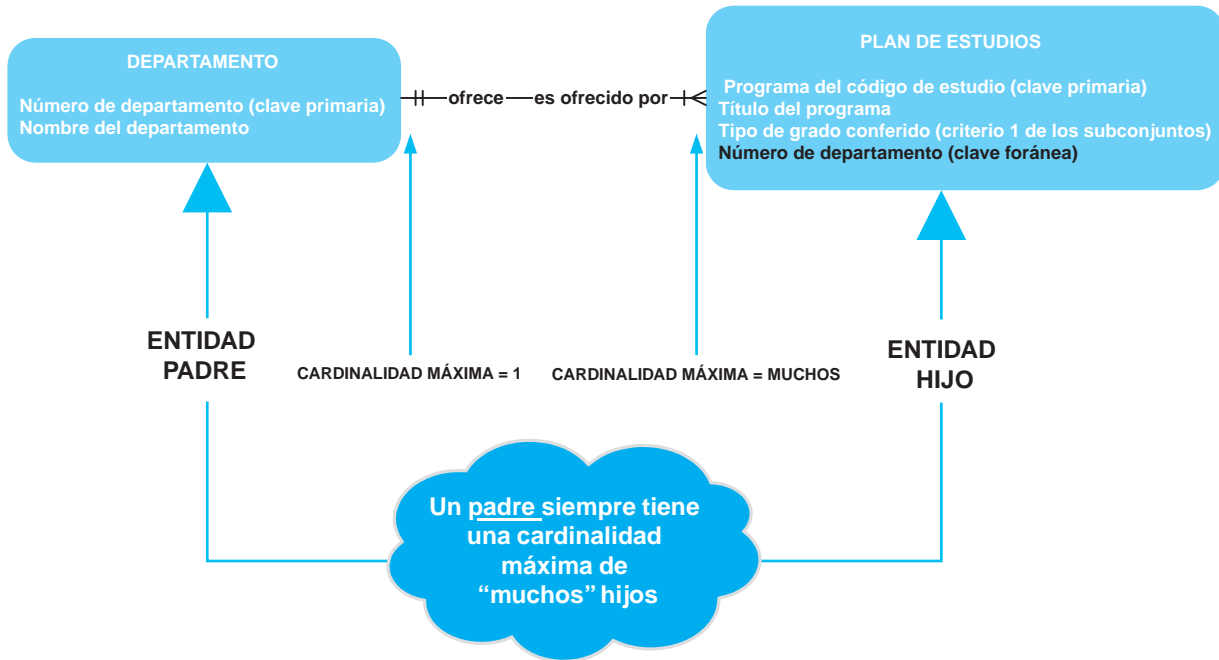 DEPARTAMENTO
Número de departamento (clave primaria)
Nombre del departamento
ofrece
es ofrecido por
PLAN DE ESTUDIOS
Programa del código de estudio (clave primaria)
Título del programa
Tipo de grado conferido (criterio 1 de los subconjuntos)
Número de departamento (clave foránea)
ENTIDAD
PADRE
CARDINALIDAD MÁXIMA = 1
CARDINALIDAD MÁXIMA = MUCHOS
ENTIDAD
HIJO
Un padre siempre tiene
una cardinalidad
máxima de
“muchos” hijos